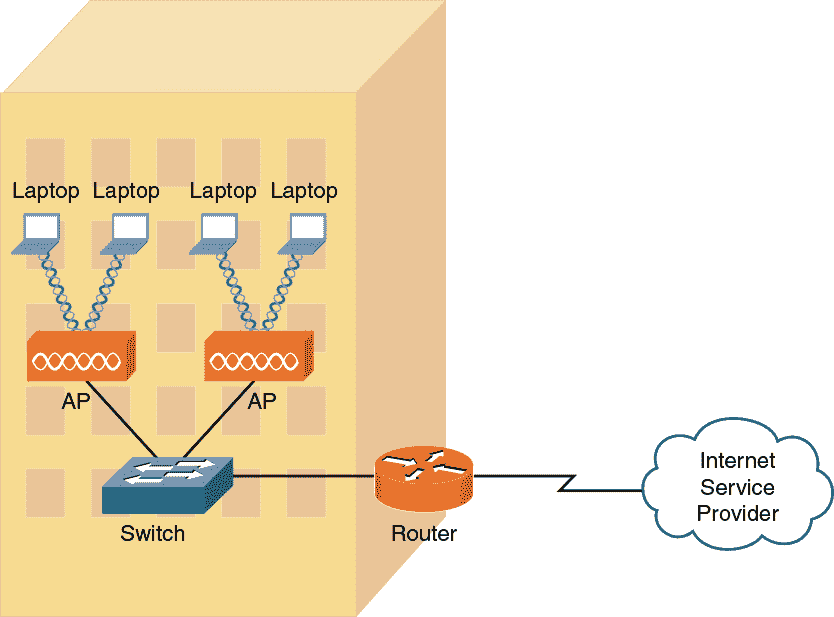 Laptop
Laptop
Laptop
Laptop
AP
AP
Switch
Router
Internet
Service
Provider